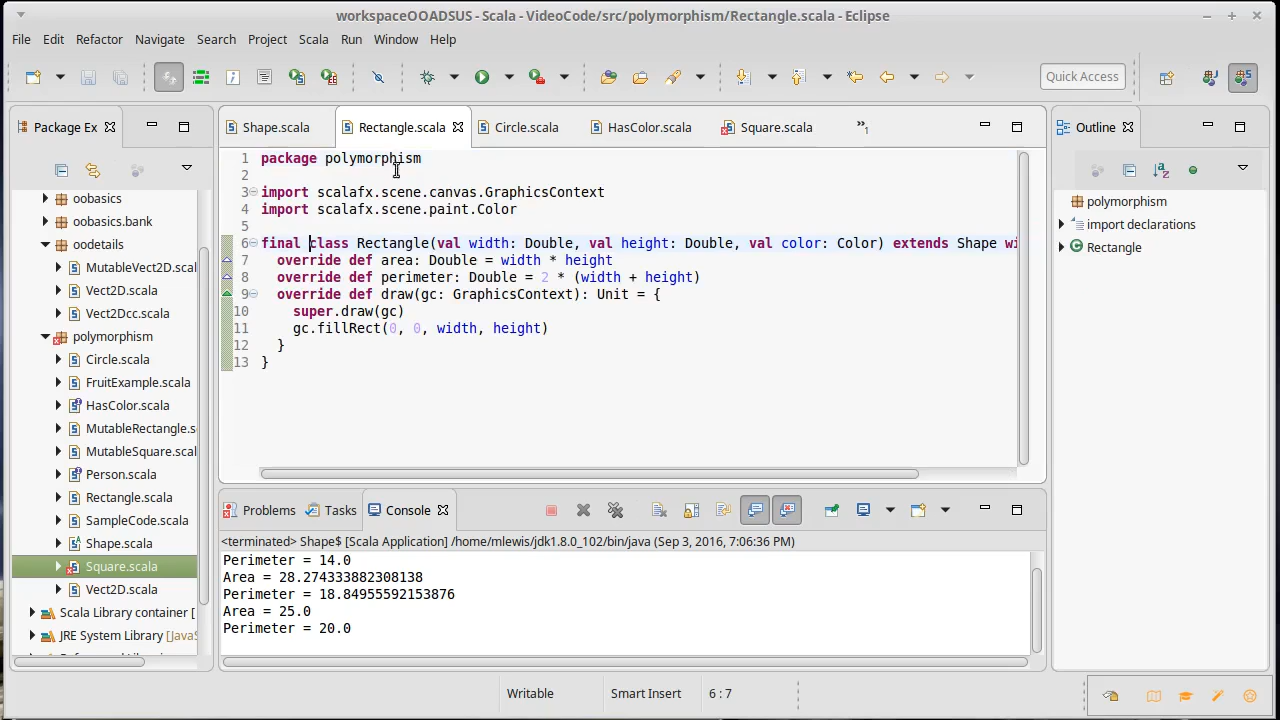 workspaceOOADSUS - Scala - VideoCode/src/polymorphism/Rectangle.scala - Eclipse
File Edit Refactor Navigate Search Project Scala Run Window Help
Quick Access
Package Ex
Shape.scala Rectangle.scala Circle.scala HasColor.scala Square.scala »1
Outline
oobasics
oobasics.bank
oodetails
MutableVect2D.scal
Vect2D.scala
Vect2Dcc.scala
polymorphism
Circle.scala
FruitExample.scala
HasColor.scala
MutableRectangle.s
MutableSquare.scala
Person.scala
Rectangle.scala
SampleCode.scala
Shape.scala
Square.scala
Vect2D.scala
Scala Library container [
JRE System Library [JavaS
1 package polymorphism
2
3 import scalafx.scene.canvas.GraphicsContext
4 import scalafx.scene.paint.Color
5
6 final class Rectangle(val width: Double, val height: Double, val color: Color) extends Shape wi
7 override def area: Double = width * height
8 override def perimeter: Double = 2 * (width + height)
9 override def draw(gc: GraphicsContext): Unit = {
10 super.draw(gc)
11 gc.fillRect(0, 0, width, height)
12 }
13 }
polymorphism
import declarations
Rectangle
Problems Tasks Console
<terminated> Shape$ [Scala Application] /home/mlewis/jdk1.8.0_102/bin/java (Sep 3, 2016, 7:06:36 PM)
Perimeter = 14.0
Area = 28.274333882308138
Perimeter = 18.84955592153876
Area = 25.0
Perimeter = 20.0
Writable Smart Insert 6 : 7